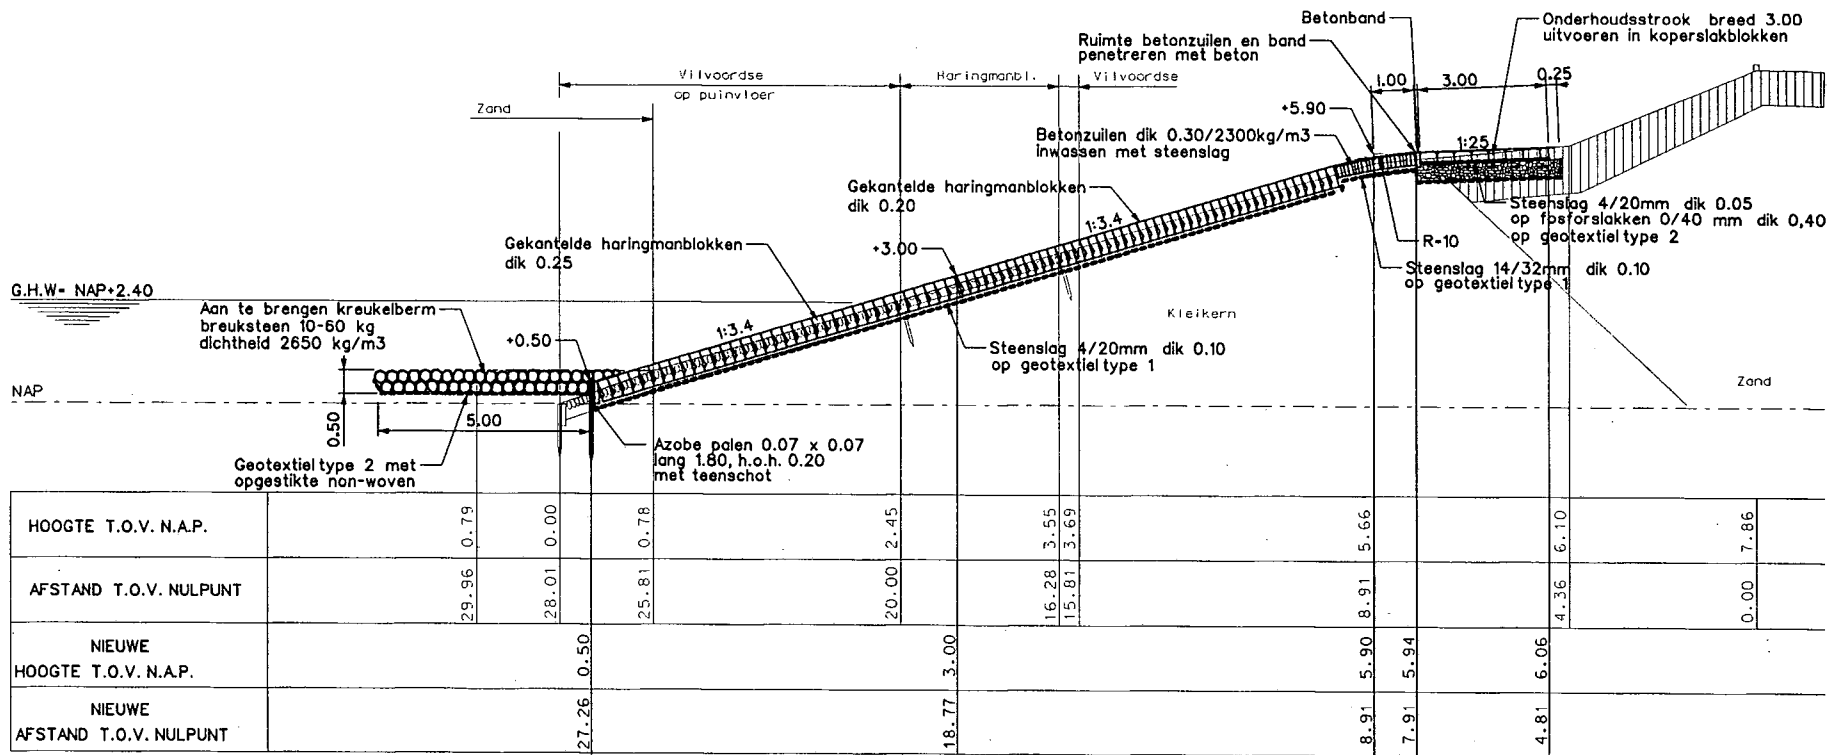 Betonband
Onderhoudsstrook breed 3.00
uitvoeren in koperslakblokken
Ruimte betonzuilen en band
penetreren met beton
Vilvoordse
op puinvloer
Haringmanbl.
Vilvoordse
1.00
3.00
0.25
Zand
+5.90
Betonzuilen dik 0.30/2300kg/m3
inwassen met steenslag
1:25
Gekantelde haringmanblokken
dik 0.20
1:3.4
Steenslag 4/20mm dik 0.05
op fosforslakken 0/40 mm dik 0,40
op geotextiel type 2
Gekantelde haringmanblokken
dik 0.25
+3.00
R-10
Steenslag 14/32mm dik 0.10
op geotextiel type 1
G.H.W- NAP+2.40
Aan te brengen kreukelberm
breuksteen 10-60 kg
dichtheid 2650 kg/m3
+0.50
1:3.4
Kleikern
Steenslag 4/20mm dik 0.10
op geotextiel type 1
NAP
Zand
0.50
5.00
Azobe palen 0.07 x 0.07
lang 1.80, h.o.h. 0.20
met teenschot
Geotextiel type 2 met
opgestikte non-woven
HOOGTE T.O.V. N.A.P.
0.79
0.00
0.78
2.45
3.55
3.69
5.66
6.10
7.86
AFSTAND T.O.V. NULPUNT
29.96
28.01
25.81
20.00
16.28
15.81
8.91
4.36
0.00
NIEUWE
HOOGTE T.O.V. N.A.P.
0.50
3.00
5.90
5.94
6.06
NIEUWE
AFSTAND T.O.V. NULPUNT
27.26
18.77
8.91
7.91
4.81